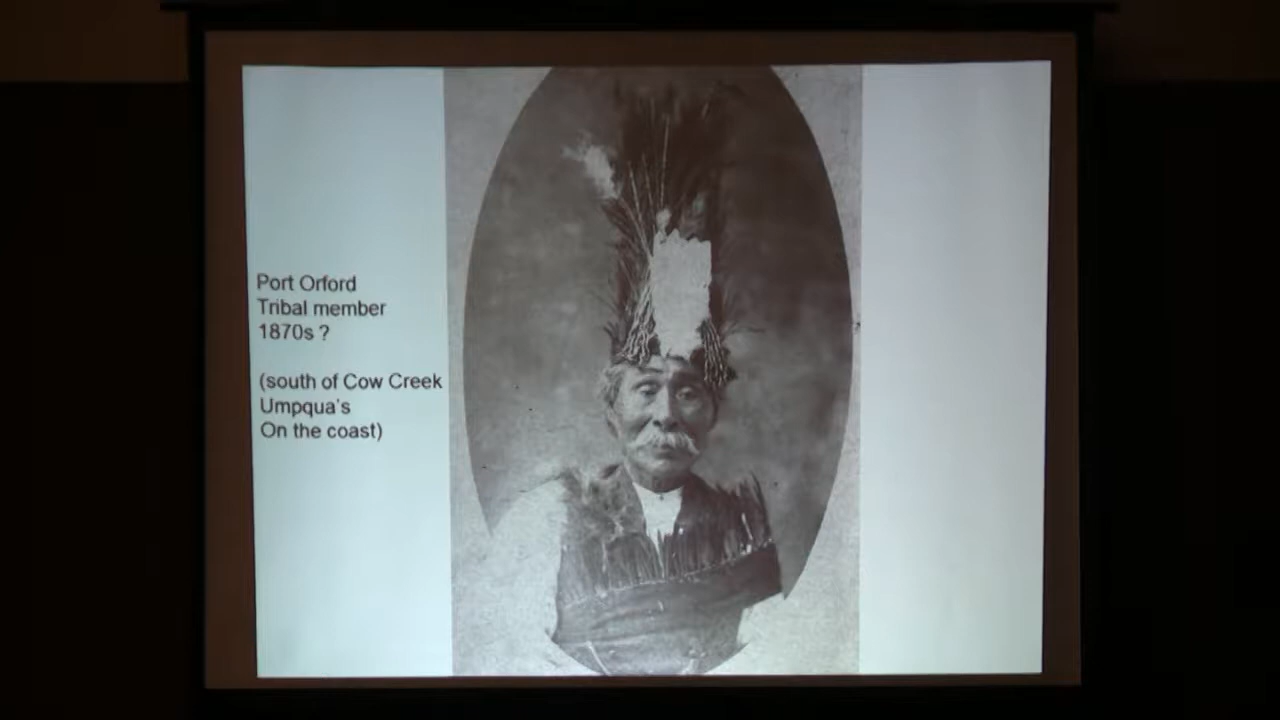 Port Orford
Tribal member
1870s ?
(south of Cow Creek
Umpqua's
On the coast)